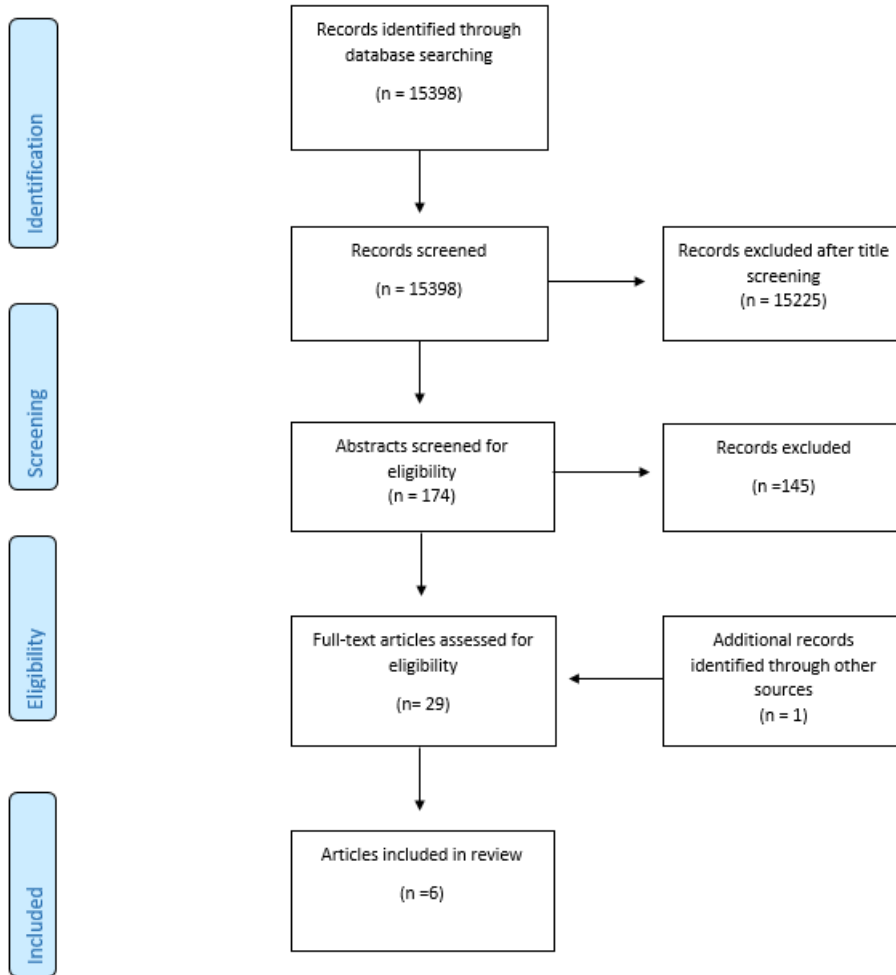 Identification
Records identified through
database searching
(n = 15398)
Records screened
(n = 15398)
Records excluded after title
screening
(n = 15225)
Screening
Abstracts screened for
eligibility
(n = 174)
Records excluded
(n =145)
Eligibility
Full-text articles assessed for
eligibility
(n= 29)
Additional records
identified through other
sources
(n = 1)
Included
Articles included in review
(n =6)